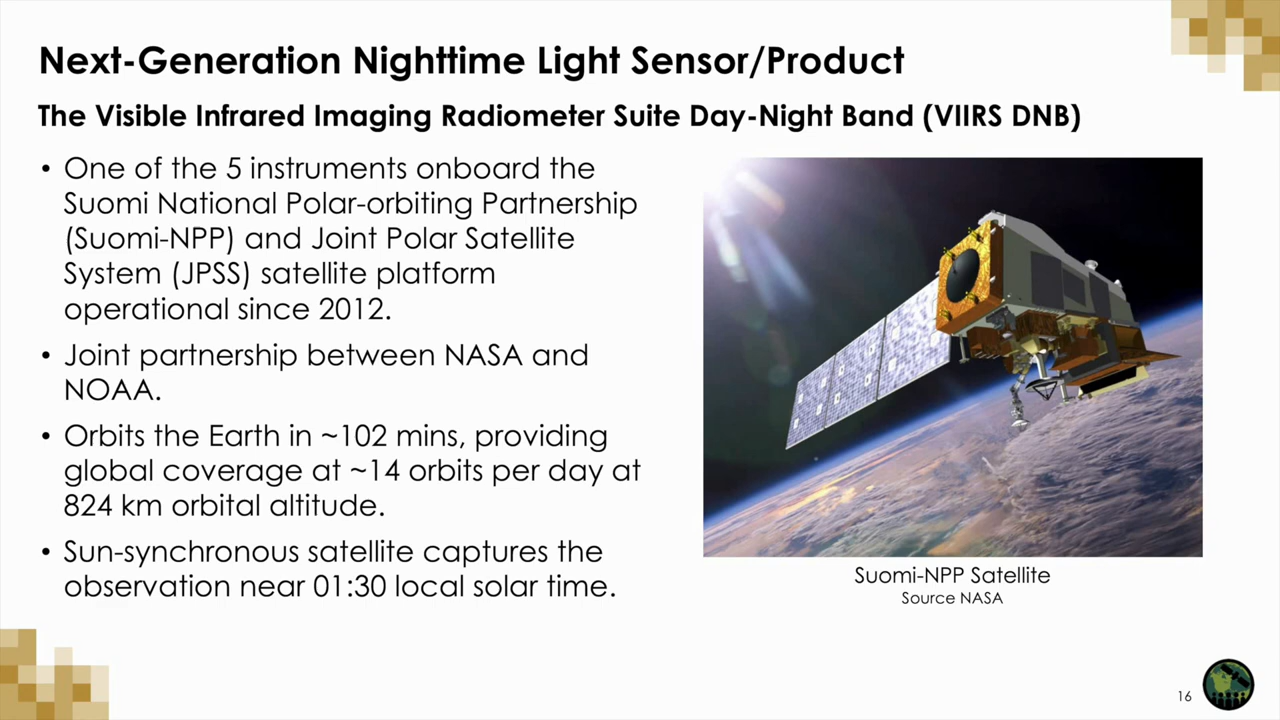 Next-Generation Nighttime Light Sensor/Product
The Visible Infrared Imaging Radiometer Suite Day-Night Band (VIIRS DNB)
• One of the 5 instruments onboard the
Suomi National Polar-orbiting Partnership
(Suomi-NPP) and Joint Polar Satellite
System (JPSS) satellite platform
operational since 2012.
• Joint partnership between NASA and
NOAA.
• Orbits the Earth in ~102 mins, providing
global coverage at ~14 orbits per day at
824 km orbital altitude.
• Sun-synchronous satellite captures the
observation near 01:30 local solar time.
Suomi-NPP Satellite
Source NASA
16